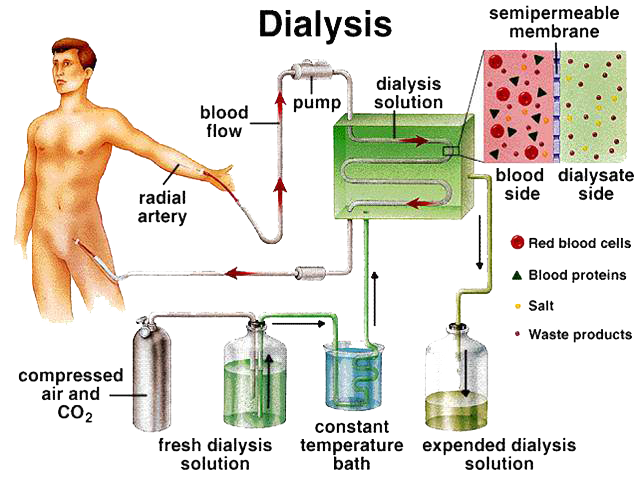 Dialysis
semipermeable
membrane
pump
dialysis
solution
blood
flow
radial
artery
blood
side
dialysate
side
Red blood cells
Blood proteins
Salt
Waste products
compressed
air and
CO₂
fresh dialysis
solution
constant
temperature
bath
expended dialysis
solution